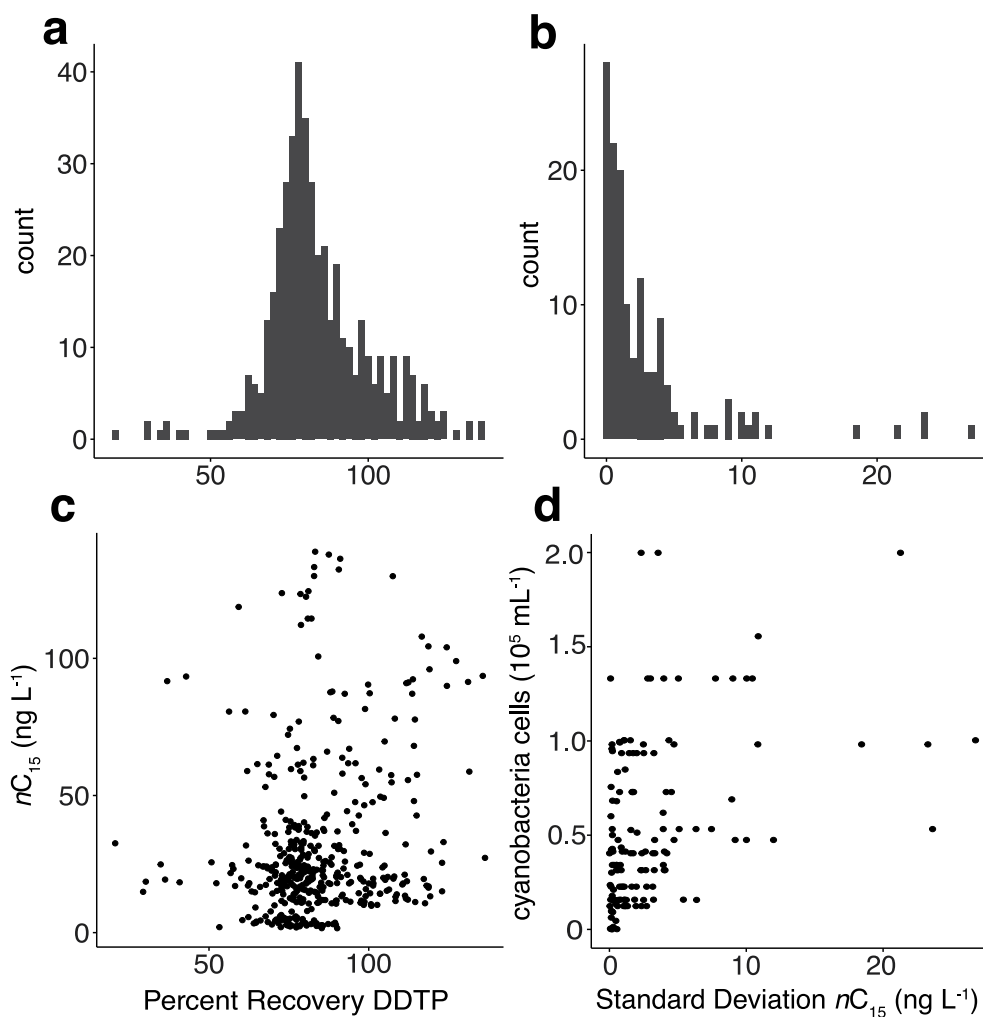 a
40
30
20
10
0
count
50
100
b
20
10
0
count
0
10
20
c
100
50
0
nC15 (ng L-1)
50
100
Percent Recovery DDTP
d
2.0
1.5
1.0
0.5
0
cyanobacteria cells (10⁵ mL⁻¹)
0
10
20
Standard Deviation nC15 (ng L-1)